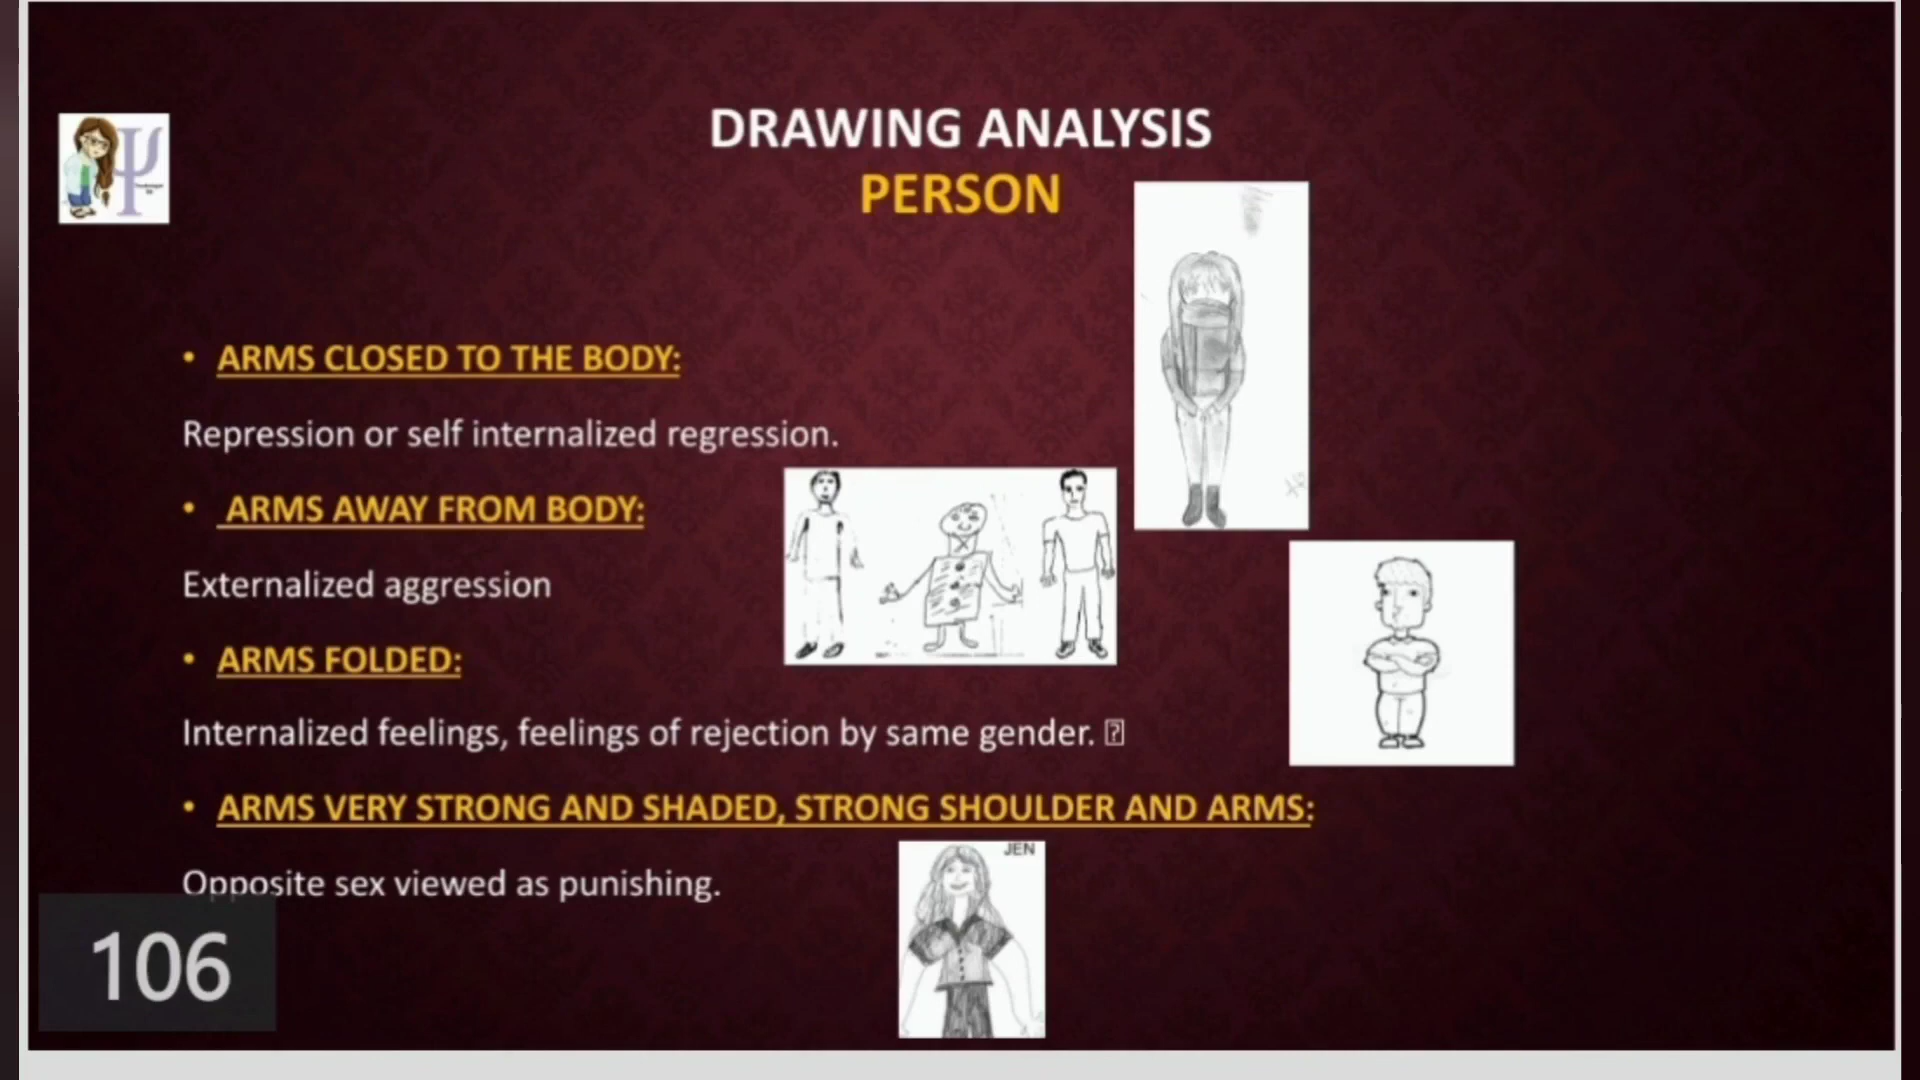 DRAWING ANALYSIS
PERSON
• ARMS CLOSED TO THE BODY:
Repression or self internalized regression.
• ARMS AWAY FROM BODY:
Externalized aggression
• ARMS FOLDED:
Internalized feelings, feelings of rejection by same gender.
• ARMS VERY STRONG AND SHADED, STRONG SHOULDER AND ARMS:
JEN
Opposite sex viewed as punishing.
106